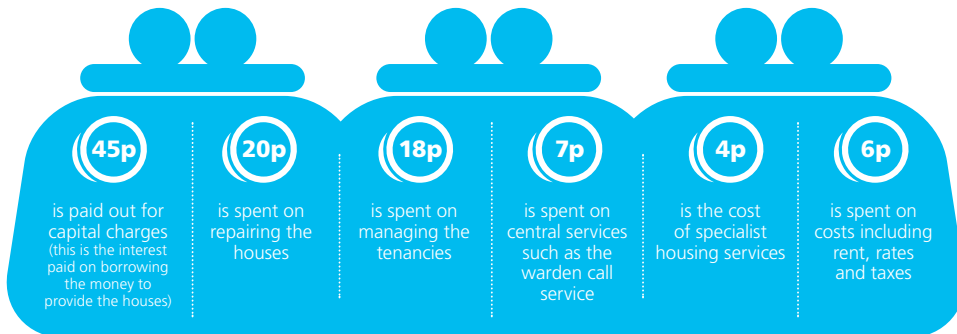 45p
is paid out for
capital charges
(this is the interest
paid on borrowing
the money to
provide the houses)
20p
is spent on
repairing the
houses
18p
is spent on
managing the
tenancies
7p
is spent on
central services
such as the
warden call
service
4p
is the cost
of specialist
housing services
6p
is spent on
costs including
rent, rates
and taxes